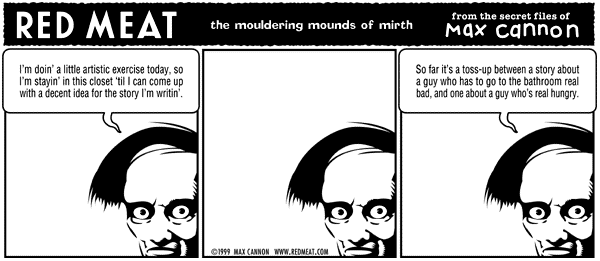 RED MEAT
the mouldering mounds of mirth
from the secret files of
Max cannon
I'm doin' a little artistic exercise today, so
I'm stayin' in this closet 'til I can come up
with a decent idea for the story I'm writin'.
©1999 MAX CANNON WWW.REDMEAT.COM
So far it's a toss-up between a story about
a guy who has to go to the bathroom real
bad, and one about a guy who's real hungry.